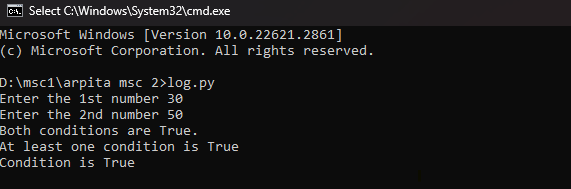 Select C:\Windows\System32\cmd.exe
Microsoft Windows [Version 10.0.22621.2861]
(c) Microsoft Corporation. All rights reserved.
D:\msc1\arpita msc 2>log.py
Enter the 1st number 30
Enter the 2nd number 50
Both conditions are True.
At least one condition is True
Condition is True